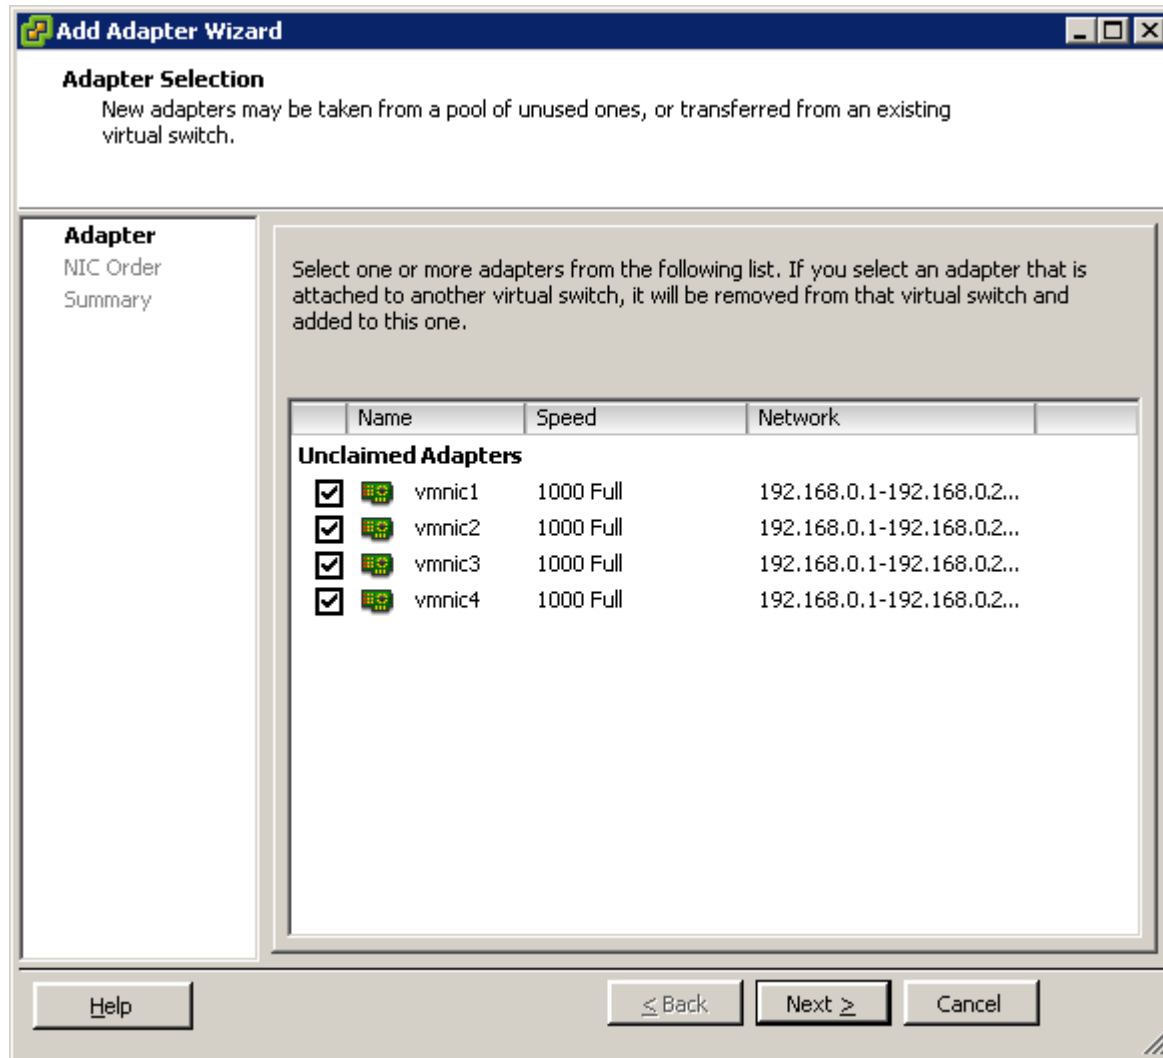 Add Adapter Wizard
Adapter Selection
New adapters may be taken from a pool of unused ones, or transferred from an existing
virtual switch.
Adapter
NIC Order
Summary
Select one or more adapters from the following list. If you select an adapter that is
attached to another virtual switch, it will be removed from that virtual switch and
added to this one.
Name Speed Network
Unclaimed Adapters
vmnic1 1000 Full 192.168.0.1-192.168.0.2...
vmnic2 1000 Full 192.168.0.1-192.168.0.2...
vmnic3 1000 Full 192.168.0.1-192.168.0.2...
vmnic4 1000 Full 192.168.0.1-192.168.0.2...
Help ≤ Back Next ≥ Cancel